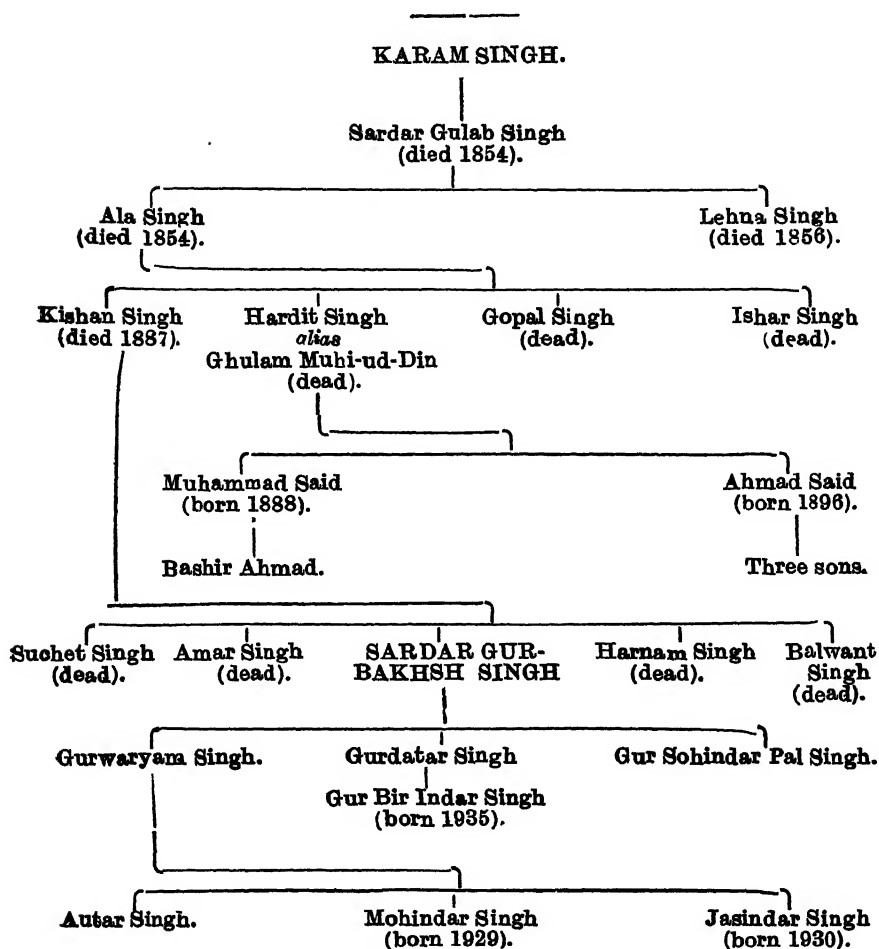 KARAM SINGH.
Sardar Gulab Singh
(died 1854).
Ala Singh
(died 1854).
Lehna Singh
(died 1856).
Kishan Singh
(died 1887).
Hardit Singh
alias
Ghulam Muhi-ud-Din
(dead).
Gopal Singh
(dead).
Ishar Singh
(dead).
Muhammad Said
(born 1888).
Ahmad Said
(born 1896).
Bashir Ahmad.
Three sons.
Suchet Singh
(dead).
Amar Singh
(dead).
SARDAR GUR-
BAKHSH SINGH
Harnam Singh
(dead).
Balwant
Singh
(dead).
Gurwaryam Singh.
Gurdatar Singh
Gur Sohindar Pal Singh.
Gur Bir Indar Singh
(born 1935).
Autar Singh.
Mohindar Singh
(born 1929).
Jasindar Singh
(born 1930).